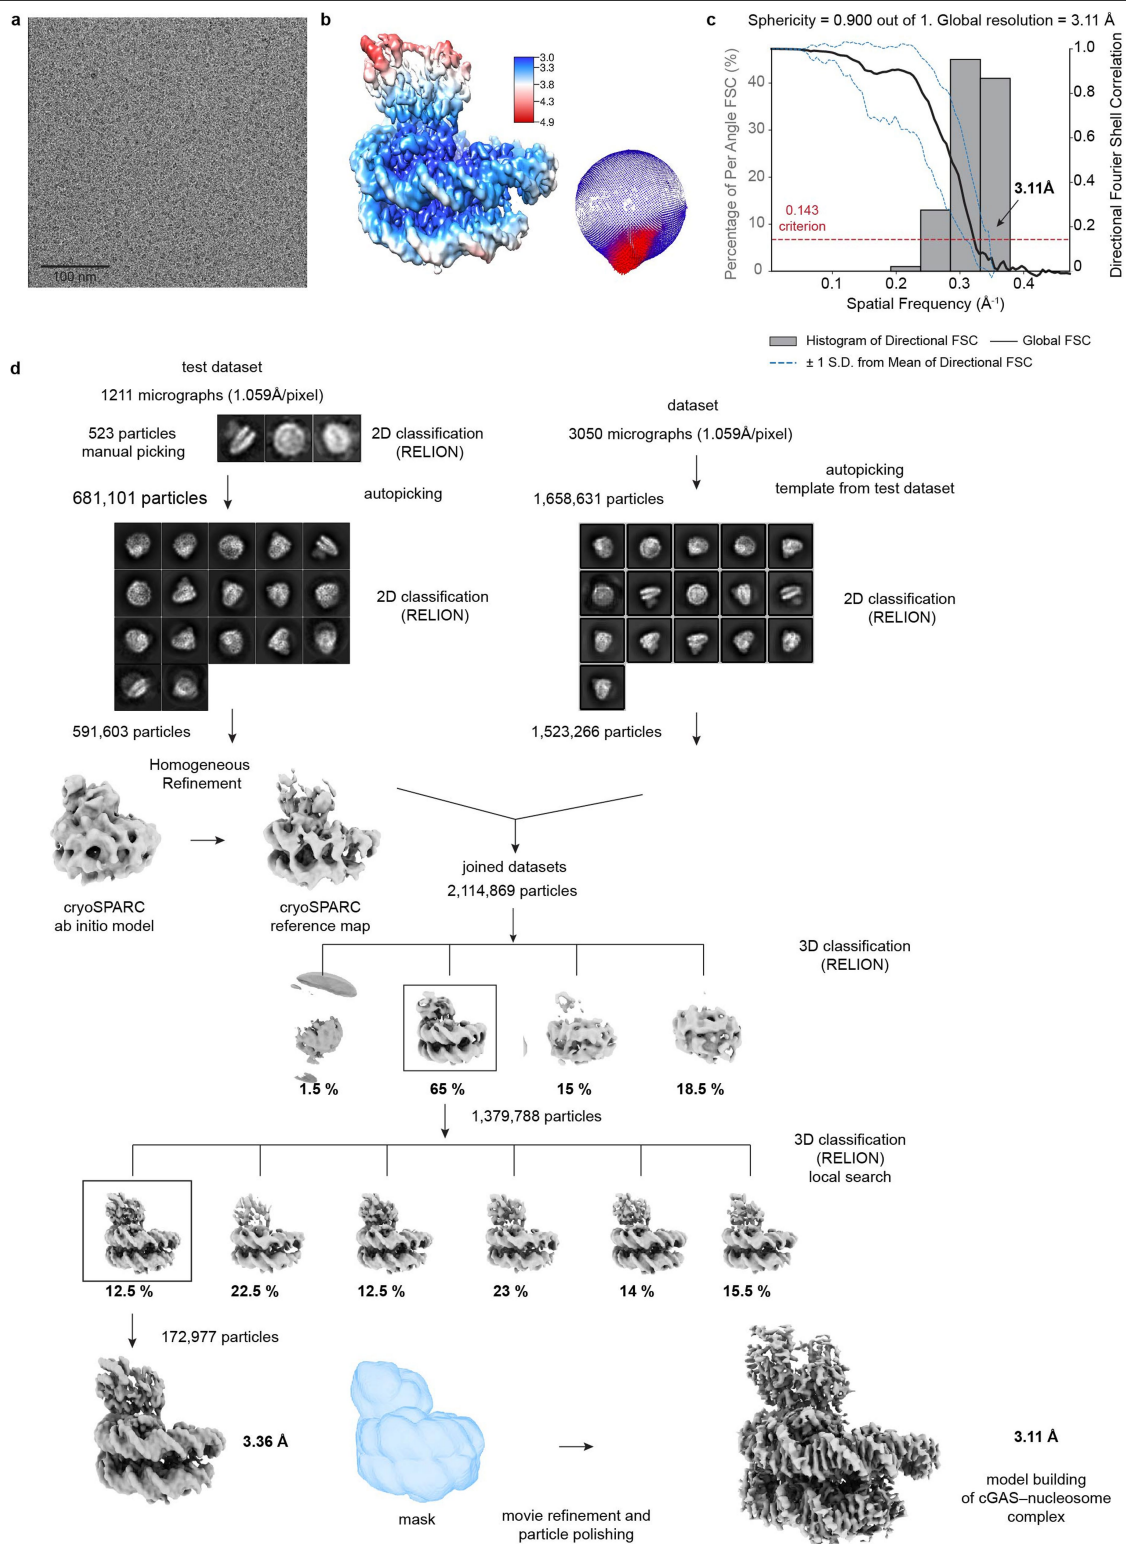 a
100 nm
b
3.0
3.3
3.8
4.3
4.9
c
Sphericity = 0.900 out of 1. Global resolution = 3.11 Å
Percentage of Per Angle FSC (%)
40
30
20
10
0
0.143
criterion
3.11Å
1.0
0.8
0.6
0.4
0.2
0
Directional Fourier Shell Correlation
0.1
0.2
0.3
0.4
Spatial Frequency (Å-1)
Histogram of Directional FSC
Global FSC
± 1 S.D. from Mean of Directional FSC
d
test dataset
1211 micrographs (1.059Å/pixel)
523 particles
manual picking
2D classification
(RELION)
681,101 particles
autopicking
2D classification
(RELION)
591,603 particles
Homogeneous
Refinement
cryoSPARC
ab initio model
cryoSPARC
reference map
dataset
3050 micrographs (1.059Å/pixel)
autopicking
template from test dataset
1,658,631 particles
2D classification
(RELION)
1,523,266 particles
joined datasets
2,114,869 particles
3D classification
(RELION)
1.5 %
65 %
15 %
18.5 %
1,379,788 particles
3D classification
(RELION)
local search
12.5 %
22.5 %
12.5 %
23 %
14 %
15.5 %
172,977 particles
3.36 Å
mask
movie refinement and
particle polishing
3.11 Å
model building
of cGAS–nucleosome
complex